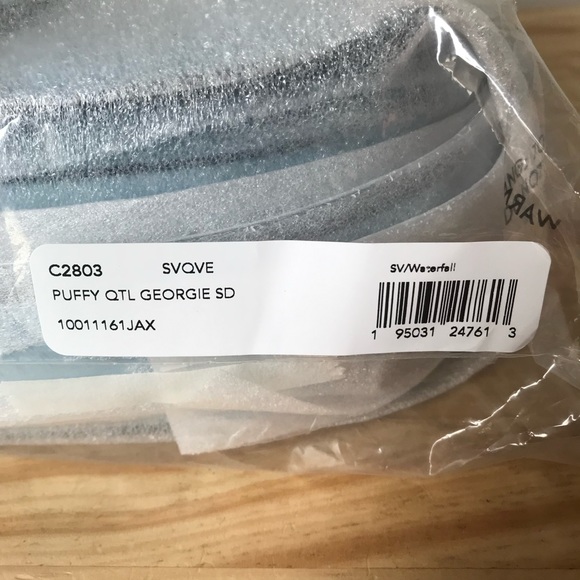 C2803 SVQVE SV/Waterfall
PUFFY QTL GEORGIE SD
10011161JAX
1 95031 24761 3